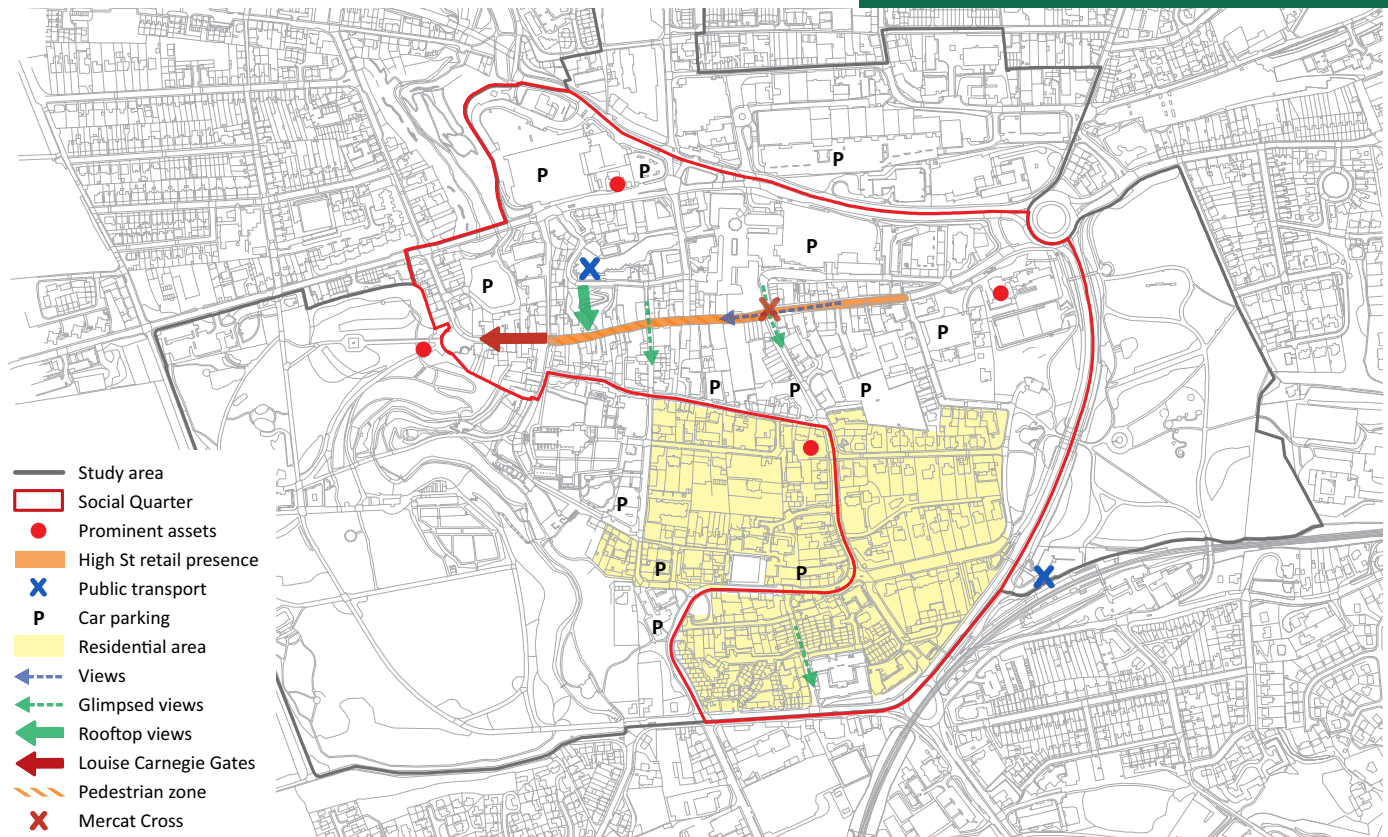 P
P
P
P
P
P
P
P
P
P
P
P
P
Study area
Social Quarter
Prominent assets
High St retail presence
Public transport
P Car parking
Residential area
Views
Glimpsed views
Rooftop views
Louise Carnegie Gates
Pedestrian zone
Mercat Cross